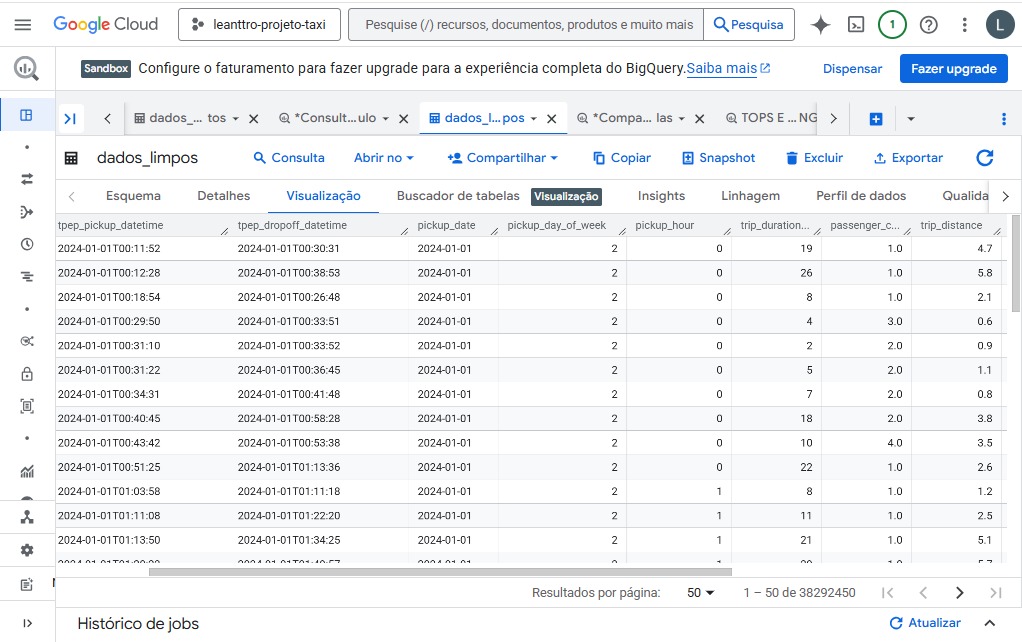 Google Cloud leanttro-projeto-taxi Pesquise (/) recursos, documentos, produtos e muito mais Pesquisa 1 L
Sandbox Configure o faturamento para fazer upgrade para a experiência completa do BigQuery. Saiba mais Dispensar Fazer upgrade
dados_... tos *Consult...ulo dados_l...pos *Compa... las TOPS E ... NG
dados_limpos Consulta Abrir no Compartilhar Copiar Snapshot Excluir Exportar
Esquema Detalhes Visualização Buscador de tabelas Visualização Insights Linhagem Perfil de dados Qualida
tpep_pickup_datetime tpep_dropoff_datetime pickup_date pickup_day_of_week pickup_hour trip_duration... passenger_c... trip_distance
2024-01-01T00:11:52 2024-01-01T00:30:31 2024-01-01 2 0 19 1.0 4.7
2024-01-01T00:12:28 2024-01-01T00:38:53 2024-01-01 2 0 26 1.0 5.8
2024-01-01T00:18:54 2024-01-01T00:26:48 2024-01-01 2 0 8 1.0 2.1
2024-01-01T00:29:50 2024-01-01T00:33:51 2024-01-01 2 0 4 3.0 0.6
2024-01-01T00:31:10 2024-01-01T00:33:52 2024-01-01 2 0 2 2.0 0.9
2024-01-01T00:31:22 2024-01-01T00:36:45 2024-01-01 2 0 5 2.0 1.1
2024-01-01T00:34:31 2024-01-01T00:41:48 2024-01-01 2 0 7 2.0 0.8
2024-01-01T00:40:45 2024-01-01T00:58:28 2024-01-01 2 0 18 2.0 3.8
2024-01-01T00:43:42 2024-01-01T00:53:38 2024-01-01 2 0 10 4.0 3.5
2024-01-01T00:51:25 2024-01-01T01:13:36 2024-01-01 2 0 22 1.0 2.6
2024-01-01T01:03:58 2024-01-01T01:11:18 2024-01-01 2 1 8 1.0 1.2
2024-01-01T01:11:08 2024-01-01T01:22:20 2024-01-01 2 1 11 1.0 2.5
2024-01-01T01:13:50 2024-01-01T01:34:25 2024-01-01 2 1 21 1.0 5.1
Resultados por página: 50 1 – 50 de 38292450
Histórico de jobs Atualizar